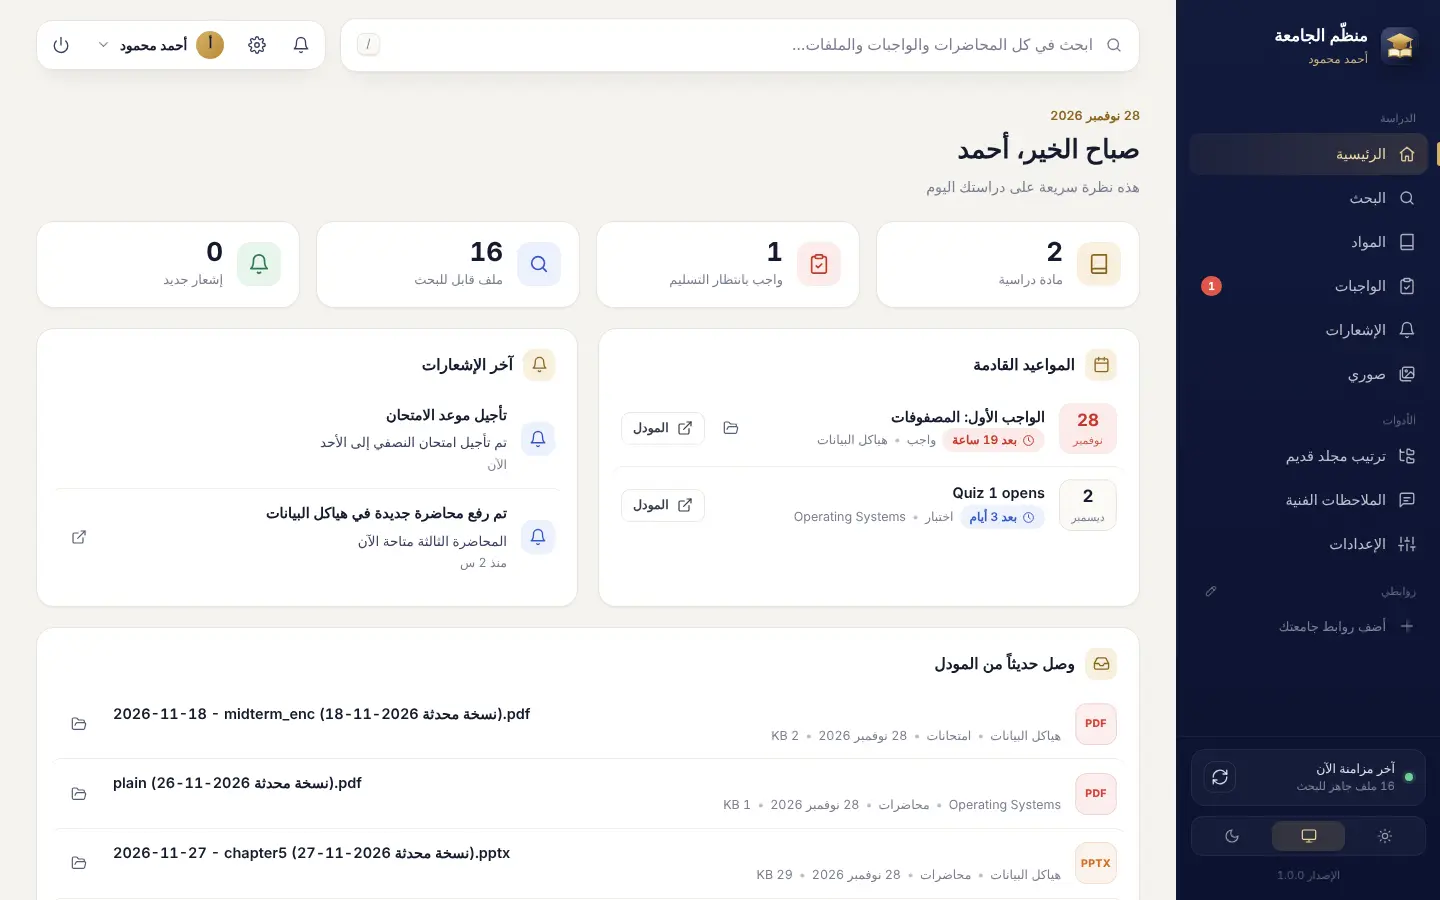 منظّم الجامعة
أحمد محمود
الدراسة
الرئيسية
البحث
المواد
الواجبات
1
الإشعارات
صوري
الأدوات
ترتيب مجلد قديم
الملاحظات الفنية
الإعدادات
روابطي
أضف روابط جامعتك
آخر مزامنة الآن
16 ملف جاهز للبحث
الإصدار 1.0.0
ابحث في كل المحاضرات والواجبات والملفات...
/
أ
أحمد محمود
28 نوفمبر 2026
صباح الخير، أحمد
هذه نظرة سريعة على دراستك اليوم
2
مادة دراسية
1
واجب بانتظار التسليم
16
ملف قابل للبحث
0
إشعار جديد
المواعيد القادمة
28
نوفمبر
الواجب الأول: المصفوفات
بعد 19 ساعة
واجب • هياكل البيانات
المودل
2
ديسمبر
Quiz 1 opens
بعد 3 أيام
اختبار • Operating Systems
المودل
آخر الإشعارات
تأجيل موعد الامتحان
تم تأجيل امتحان النصفي إلى الأحد
الآن
تم رفع محاضرة جديدة في هياكل البيانات
المحاضرة الثالثة متاحة الآن
منذ 2 س
وصل حديثاً من المودل
PDF
2026-11-18 - midterm_enc (نسخة محدثة 2026-11-18).pdf
هياكل البيانات • امتحانات • 28 نوفمبر 2026 • 2 KB
PDF
plain (نسخة محدثة 2026-11-26).pdf
Operating Systems • محاضرات • 28 نوفمبر 2026 • 1 KB
PPTX
2026-11-27 - chapter5 (نسخة محدثة 2026-11-27).pptx
هياكل البيانات • محاضرات • 28 نوفمبر 2026 • 29 KB